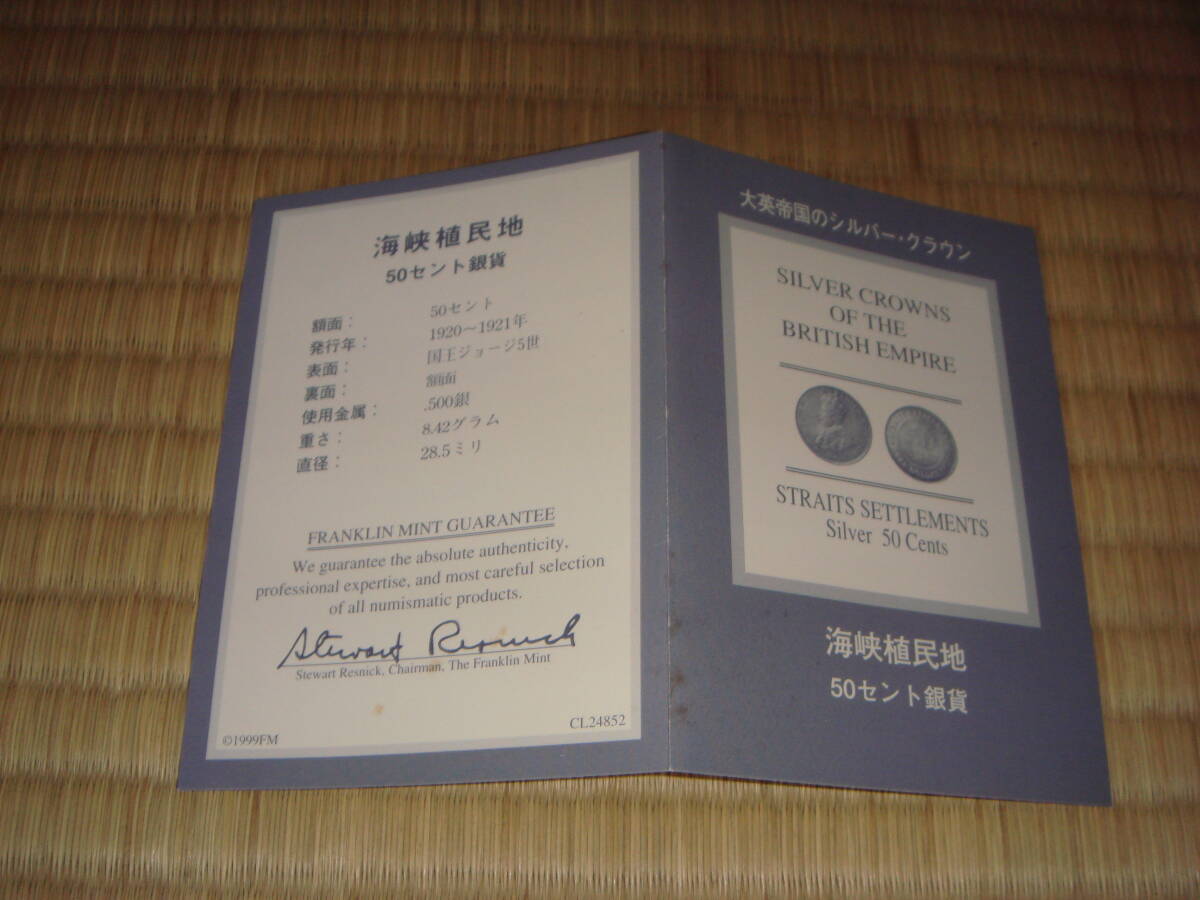 海峡植民地
50セント銀貨
額面： 50セント
発行年： 1920〜1921年
表面： 国王ジョージ5世
裏面： 額面
使用金属： .500銀
重さ： 8.42グラム
直径： 28.5ミリ
FRANKLIN MINT GUARANTEE
We guarantee the absolute authenticity,
professional expertise, and most careful selection
of all numismatic products.
Stewart Resnick
Stewart Resnick, Chairman, The Franklin Mint
©1999FM
CL24852
大英帝国のシルバー・クラウン
SILVER CROWNS
OF THE
BRITISH EMPIRE
STRAITS SETTLEMENTS
Silver 50 Cents
海峡植民地
50セント銀貨